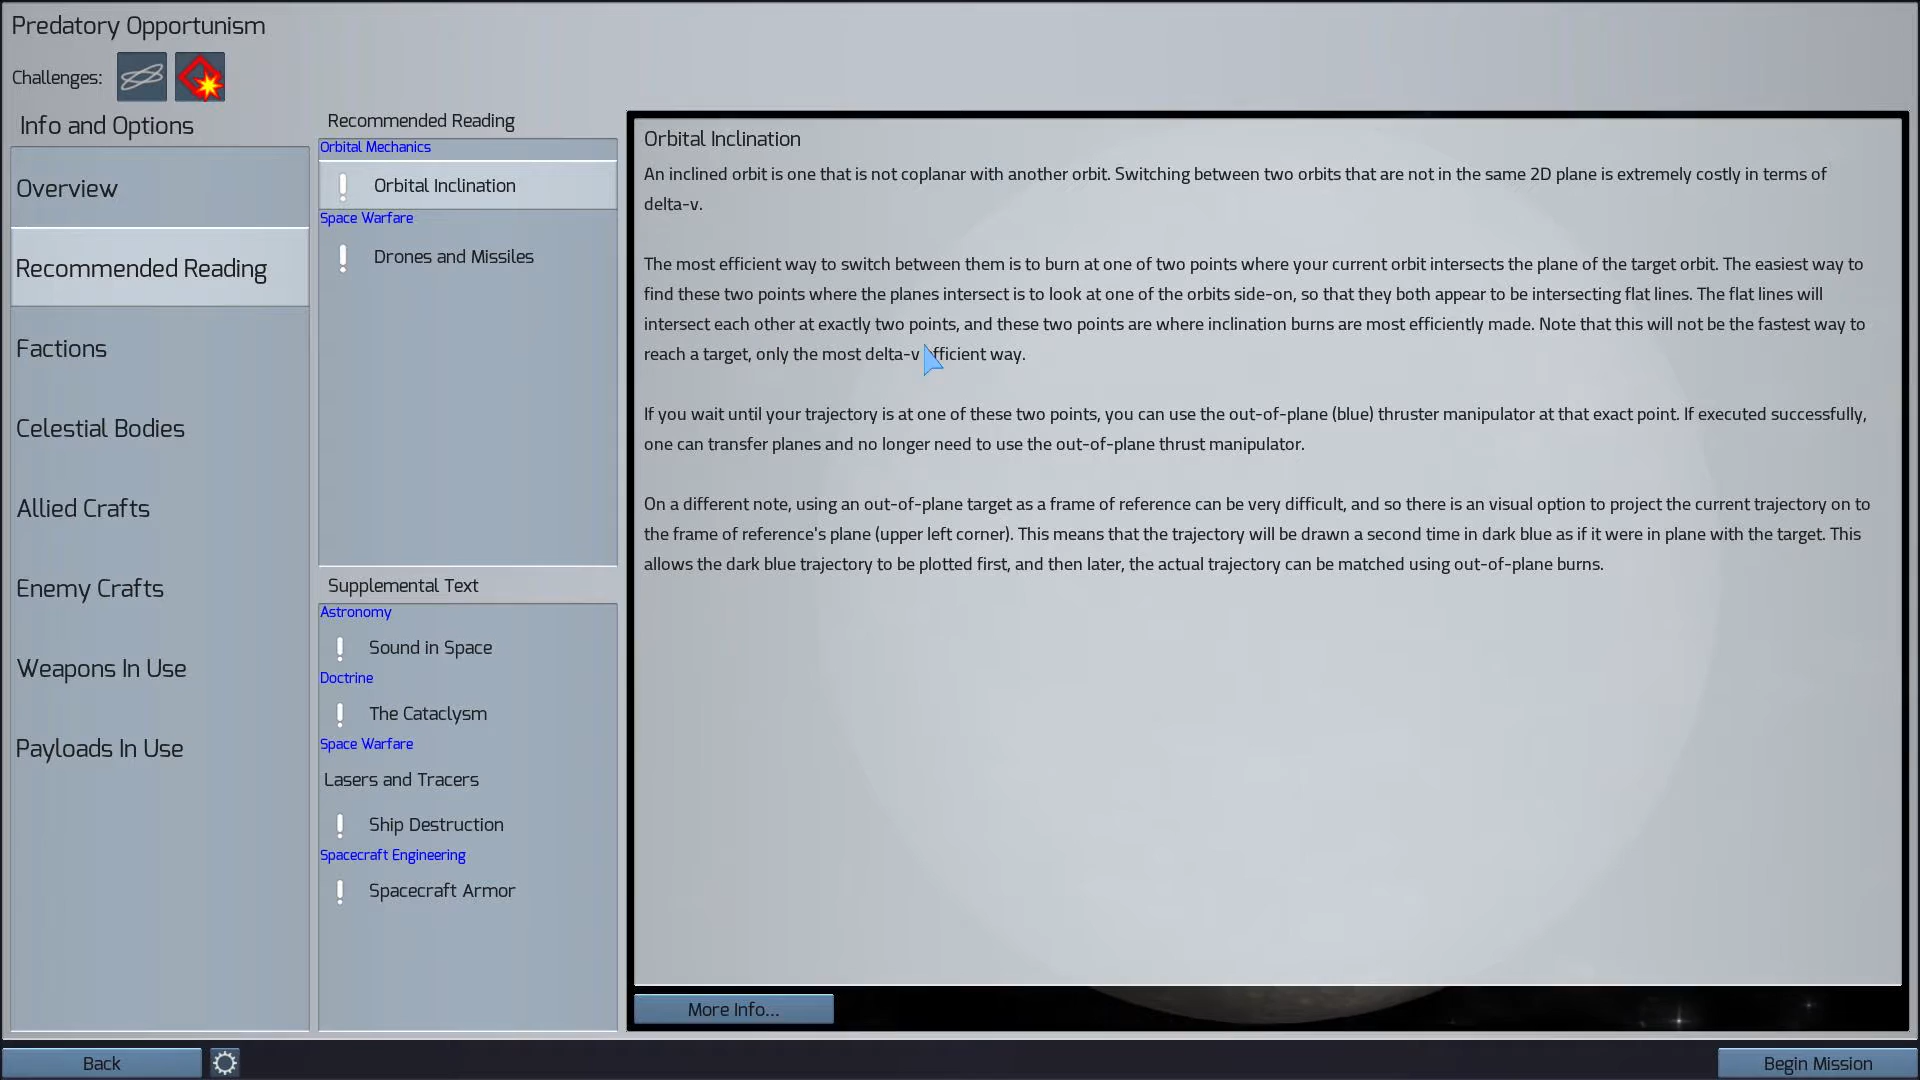 Predatory Opportunism
Challenges:
Info and Options
Overview
Recommended Reading
Factions
Celestial Bodies
Allied Crafts
Enemy Crafts
Weapons In Use
Payloads In Use
Recommended Reading
Orbital Mechanics
Orbital Inclination
Space Warfare
Drones and Missiles
Supplemental Text
Astronomy
Sound in Space
Doctrine
The Cataclysm
Space Warfare
Lasers and Tracers
Ship Destruction
Spacecraft Engineering
Spacecraft Armor
Orbital Inclination
An inclined orbit is one that is not coplanar with another orbit. Switching between two orbits that are not in the same 2D plane is extremely costly in terms of
delta-v.
The most efficient way to switch between them is to burn at one of two points where your current orbit intersects the plane of the target orbit. The easiest way to
find these two points where the planes intersect is to look at one of the orbits side-on, so that they both appear to be intersecting flat lines. The flat lines will
intersect each other at exactly two points, and these two points are where inclination burns are most efficiently made. Note that this will not be the fastest way to
reach a target, only the most delta-v efficient way.
If you wait until your trajectory is at one of these two points, you can use the out-of-plane (blue) thruster manipulator at that exact point. If executed successfully,
one can transfer planes and no longer need to use the out-of-plane thrust manipulator.
On a different note, using an out-of-plane target as a frame of reference can be very difficult, and so there is an visual option to project the current trajectory on to
the frame of reference's plane (upper left corner). This means that the trajectory will be drawn a second time in dark blue as if it were in plane with the target. This
allows the dark blue trajectory to be plotted first, and then later, the actual trajectory can be matched using out-of-plane burns.
More Info...
Back
Begin Mission